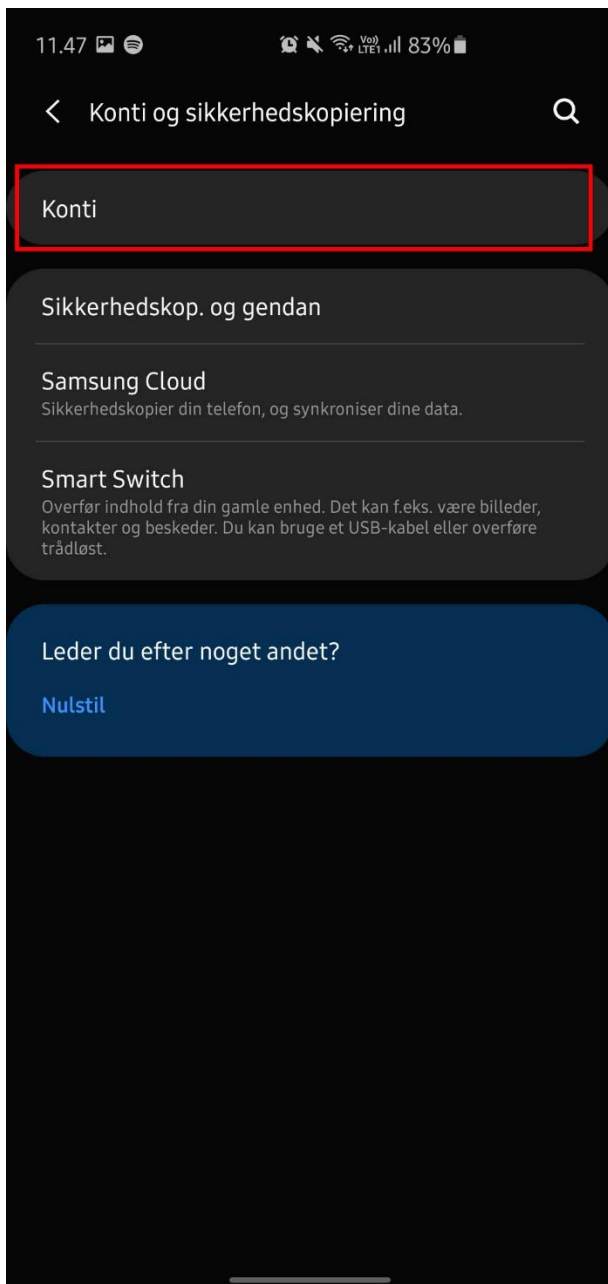 11.47 Vo)) LTE1 83%
Konti og sikkerhedskopiering
Konti
Sikkerhedskop. og gendan
Samsung Cloud
Sikkerhedskopier din telefon, og synkroniser dine data.
Smart Switch
Overfør indhold fra din gamle enhed. Det kan f.eks. være billeder,
kontakter og beskeder. Du kan bruge et USB-kabel eller overføre
trådløst.
Leder du efter noget andet?
Nulstil